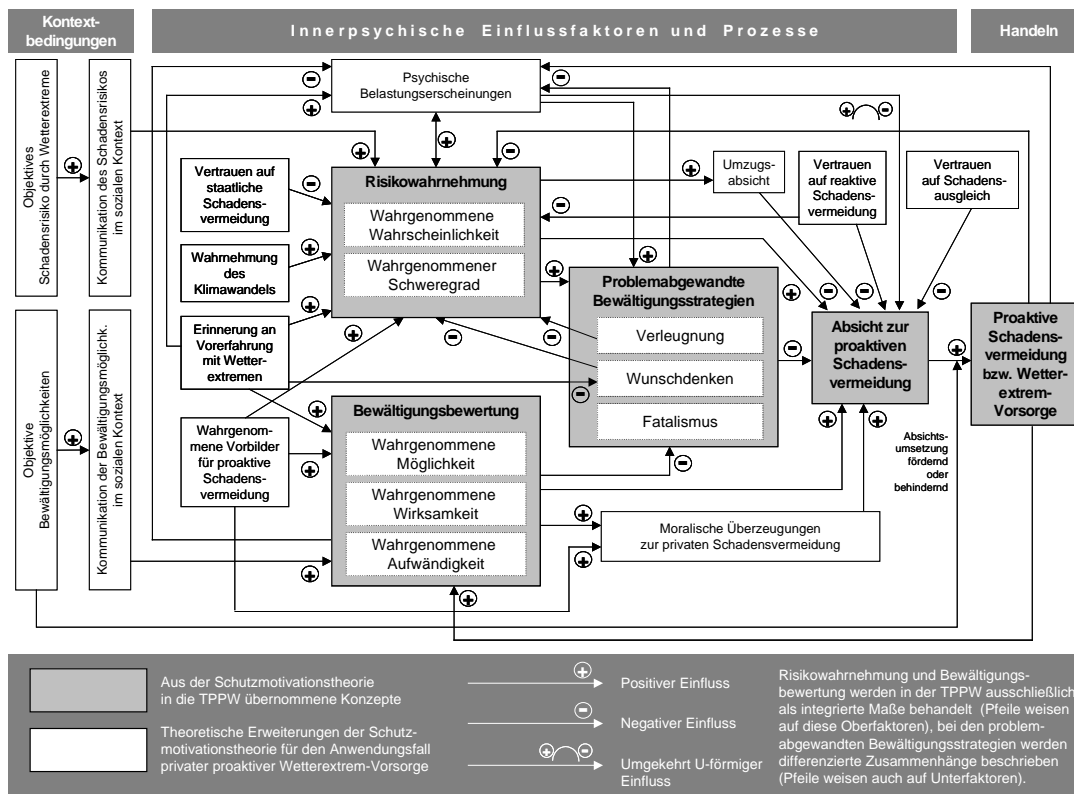 Kontext-
bedingungen
Innerpsychische Einflussfaktoren und Prozesse
Handeln
Objektives
Schadensrisiko durch Wetterextreme
+
Kommunikation des Schadensrisikos
im sozialen Kontext
Objektive
Bewältigungsmöglichkeiten
+
Kommunikation der Bewältigungsmöglichk.
im sozialen Kontext
Psychische
Belastungserscheinungen
Vertrauen auf
staatliche
Schadens-
vermeidung
Wahrnehmung
des
Klimawandels
Erinnerung an
Vorerfahrung
mit Wetter-
extremen
Wahrgenom-
mene Vorbilder
für proaktive
Schadens-
vermeidung
Risikowahrnehmung
Wahrgenommene
Wahrscheinlichkeit
Wahrgenommener
Schweregrad
Bewältigungsbewertung
Wahrgenommene
Möglichkeit
Wahrgenommene
Wirksamkeit
Wahrgenommene
Aufwändigkeit
Problemabgewandte
Bewältigungsstrategien
Verleugnung
Wunschdenken
Fatalismus
Umzugs-
absicht
Vertrauen
auf reaktive
Schadens-
vermeidung
Vertrauen
auf Schadens-
ausgleich
Absicht zur
proaktiven
Schadens-
vermeidung
Moralische Überzeugungen
zur privaten Schadensvermeidung
Absichts-
umsetzung
fördernd
oder
behindernd
Proaktive
Schadens-
vermeidung
bzw. Wetter-
extrem-
Vorsorge
Aus der Schutzmotivationstheorie
in die TPPW übernommene Konzepte
Theoretische Erweiterungen der Schutz-
motivationstheorie für den Anwendungsfall
privater proaktiver Wetterextrem-Vorsorge
+
Positiver Einfluss
-
Negativer Einfluss
+ -
Umgekehrt U-förmiger
Einfluss
Risikowahrnehmung und Bewältigungs-
bewertung werden in der TPPW ausschließlich
als integrierte Maße behandelt (Pfeile weisen
auf diese Oberfaktoren), bei den problem-
abgewandten Bewältigungsstrategien werden
differenzierte Zusammenhänge beschrieben
(Pfeile weisen auch auf Unterfaktoren).